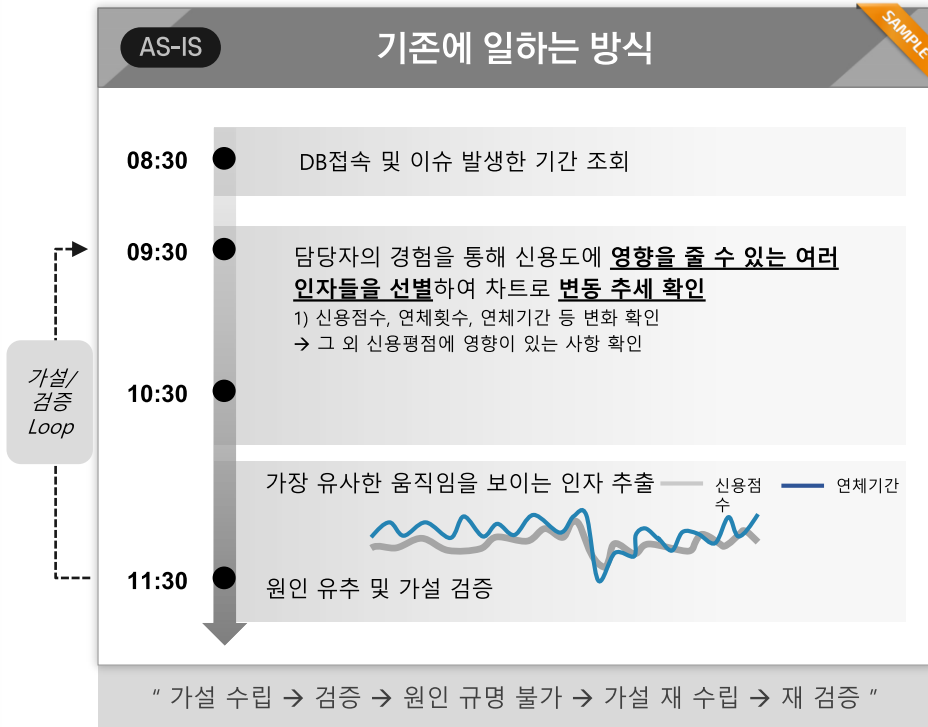 AS-IS
기존에 일하는 방식
SAMPLE
08:30
DB접속 및 이슈 발생한 기간 조회
09:30
담당자의 경험을 통해 신용도에 영향을 줄 수 있는 여러
인자들을 선별하여 차트로 변동 추세 확인
1) 신용점수, 연체횟수, 연체기간 등 변화 확인
→ 그 외 신용평점에 영향이 있는 사항 확인
가설/
검증
Loop
10:30
가장 유사한 움직임을 보이는 인자 추출
신용점
수
연체기간
11:30
원인 유추 및 가설 검증
“ 가설 수립 → 검증 → 원인 규명 불가 → 가설 재 수립 → 재 검증 ”